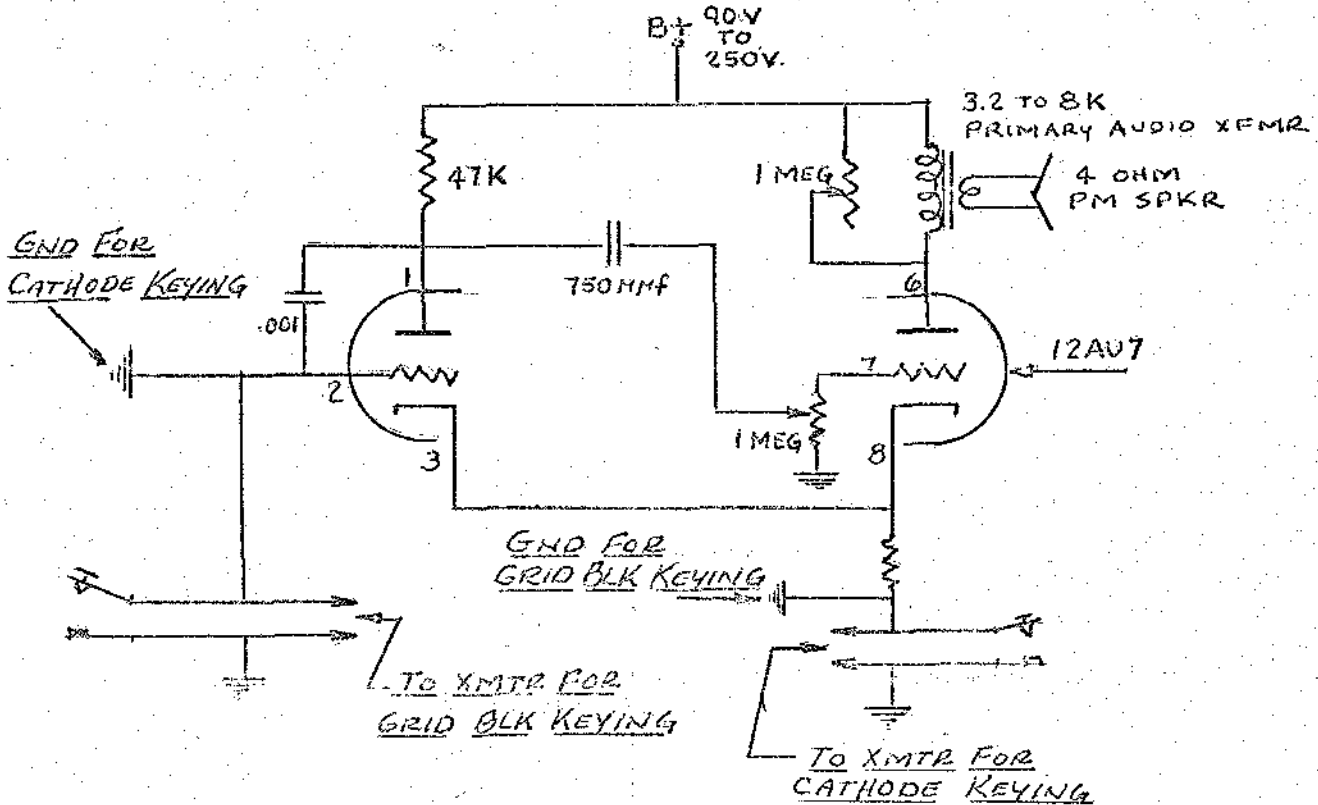 B+ 90V
TO
250V.
3.2 TO 8K
PRIMARY AUDIO XFMR
4 OHM
PM SPKR
47K
1 MEG
GND FOR
CATHODE KEYING
.001
750MMf
1
6
12AU7
2
7
3
1 MEG
8
GND FOR
GRID BLK KEYING
TO XMTR FOR
GRID BLK KEYING
TO XMTR FOR
CATHODE KEYING